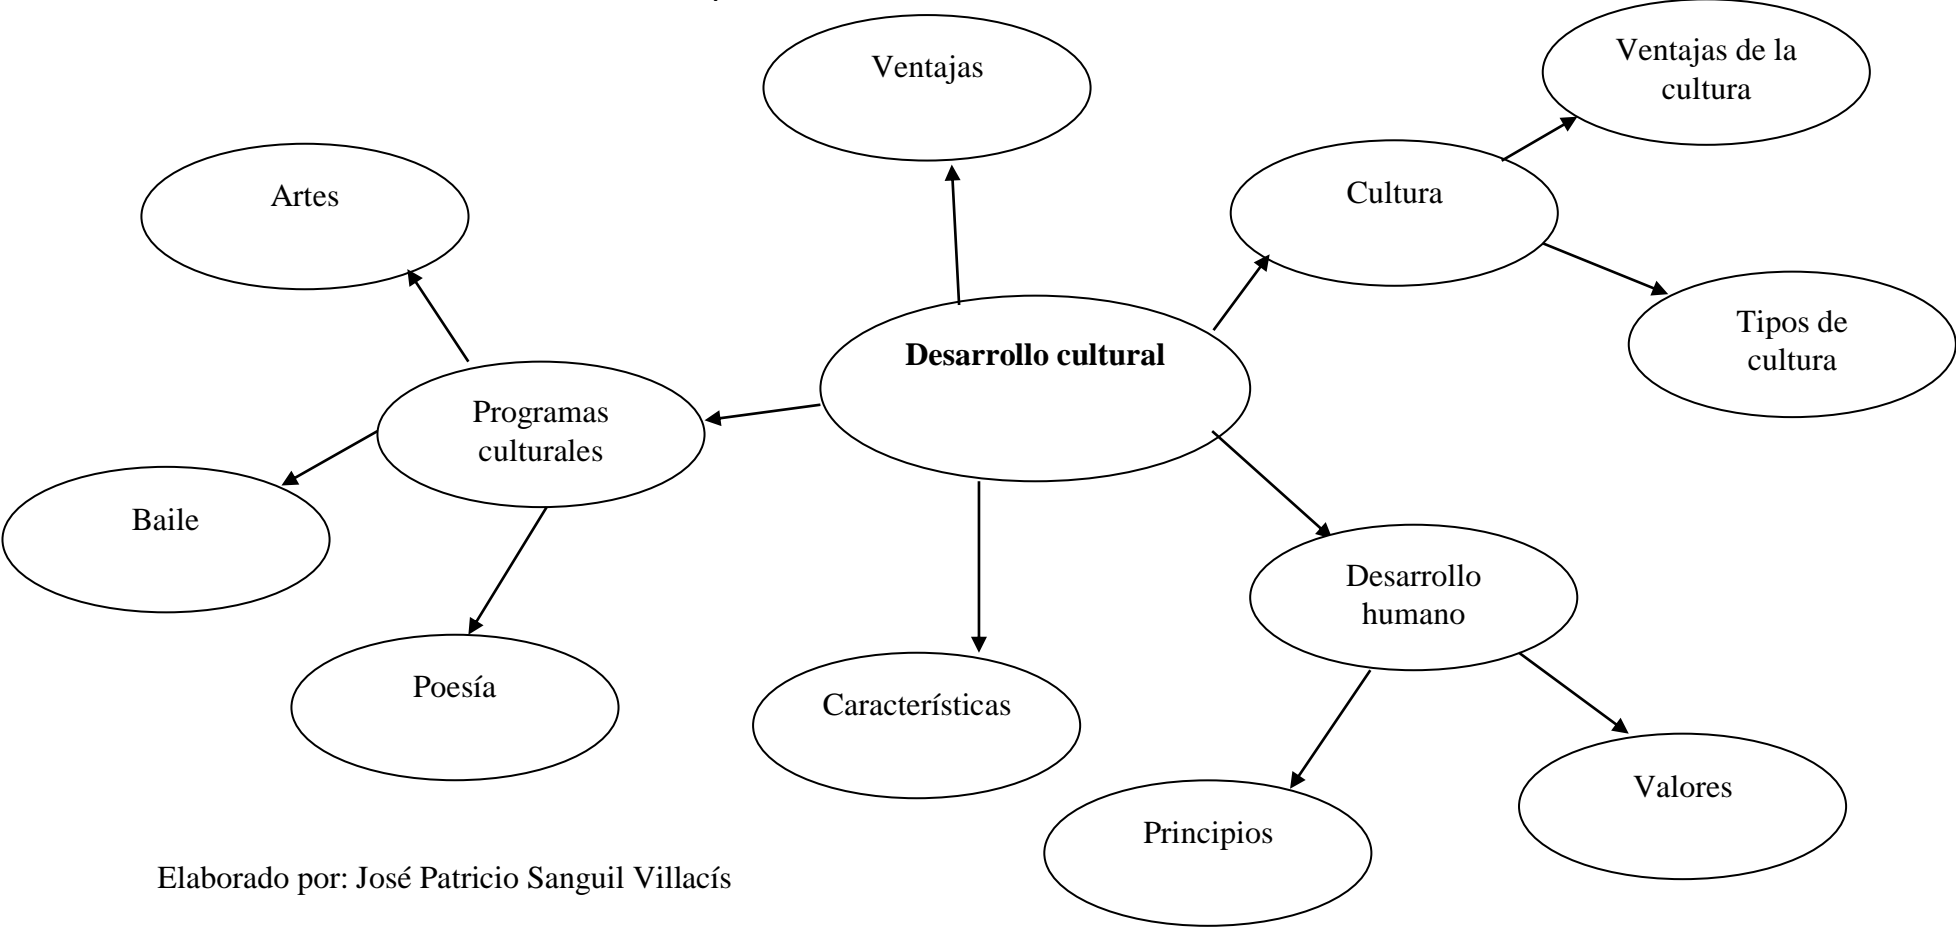 Ventajas
Ventajas de la
cultura
Artes
Cultura
Tipos de
cultura
Desarrollo cultural
Programas
culturales
Baile
Desarrollo
humano
Poesía
Características
Valores
Principios
Elaborado por: José Patricio Sanguil Villacís